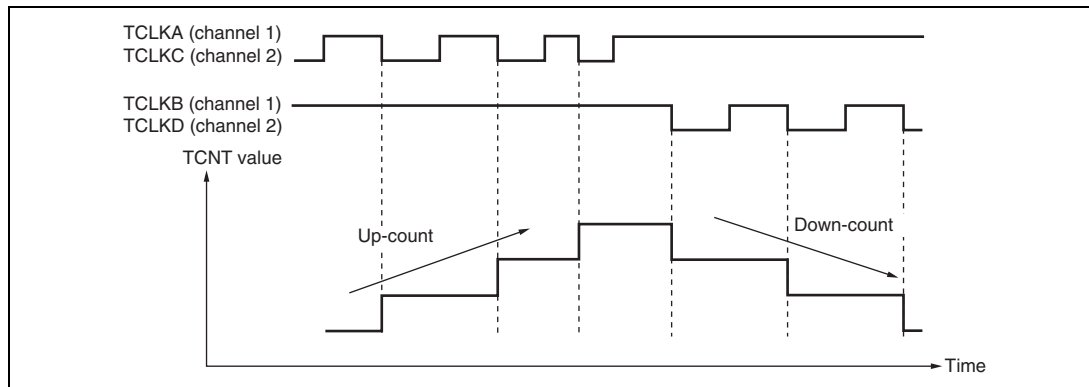 TCLKA (channel 1)
TCLKC (channel 2)
TCLKB (channel 1)
TCLKD (channel 2)
TCNT value
Up-count
Down-count
Time